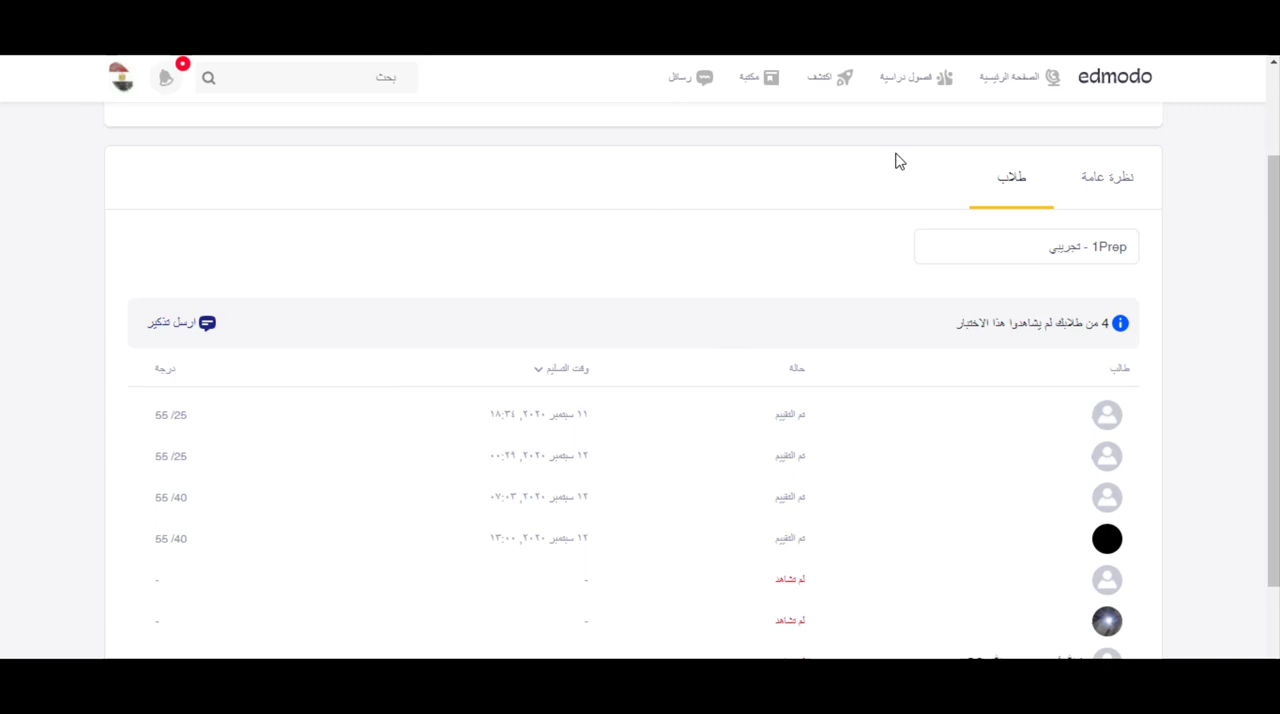 edmodo الصفحة الرئيسية فصول دراسية اكتشف مكتبة رسائل بحث
نظرة عامة طلاب
1Prep - تجريبي
4 من طلابك لم يشاهدوا هذا الاختبار ارسل تذكير
طالب حالة وقت التسليم درجة
تم التقييم ١١ سبتمبر ٢٠٢٠, ١٨:٣٤ 55 /25
تم التقييم ١٢ سبتمبر ٢٠٢٠, ٠٠:٢٩ 55 /25
تم التقييم ١٢ سبتمبر ٢٠٢٠, ٠٧:٠٣ 55 /40
تم التقييم ١٢ سبتمبر ٢٠٢٠, ١٣:٠٠ 55 /40
لم تشاهد - -
لم تشاهد - -